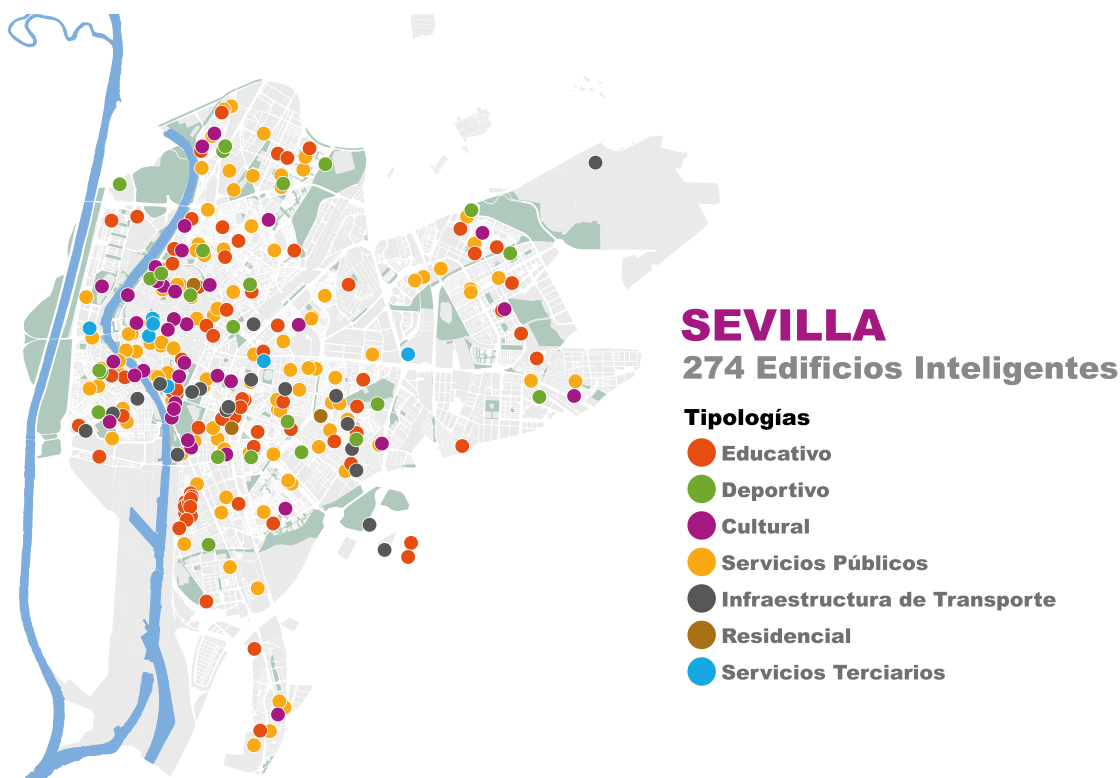 SEVILLA
274 Edificios Inteligentes
Tipologías
Educativo
Deportivo
Cultural
Servicios Públicos
Infraestructura de Transporte
Residencial
Servicios Terciarios